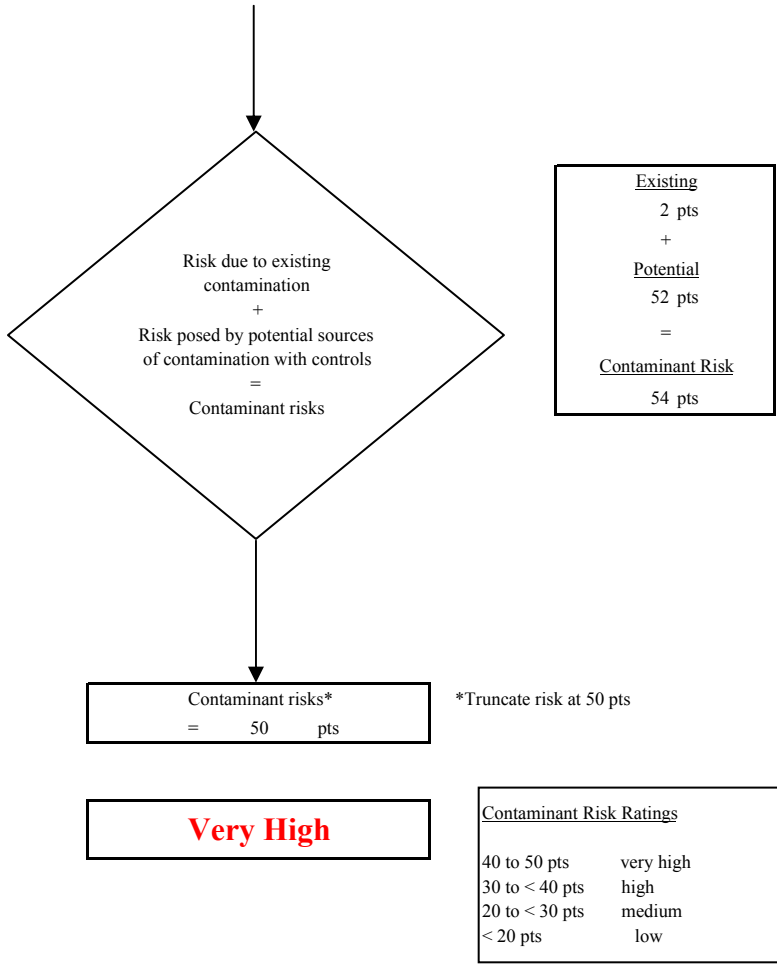 Risk due to existing
contamination
+
Risk posed by potential sources
of contamination with controls
=
Contaminant risks
Existing
2 pts
+
Potential
52 pts
=
Contaminant Risk
54 pts
Contaminant risks*
= 50 pts
*Truncate risk at 50 pts
Very High
Contaminant Risk Ratings
40 to 50 pts very high
30 to < 40 pts high
20 to < 30 pts medium
< 20 pts low